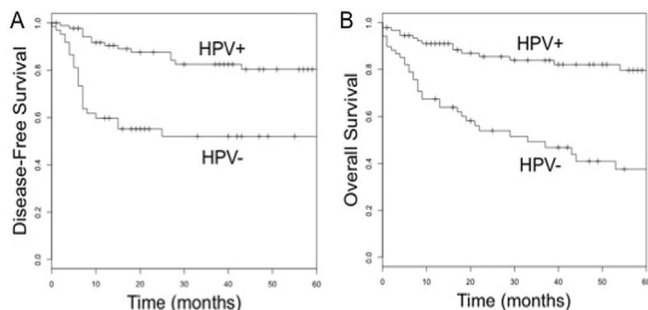 A
Disease-Free Survival
1.0
0.8
0.6
0.4
0.2
0.0
HPV+
HPV-
0 10 20 30 40 50 60
Time (months)
B
Overall Survival
1.0
0.8
0.6
0.4
0.2
0.0
HPV+
HPV-
0 10 20 30 40 50 60
Time (months)